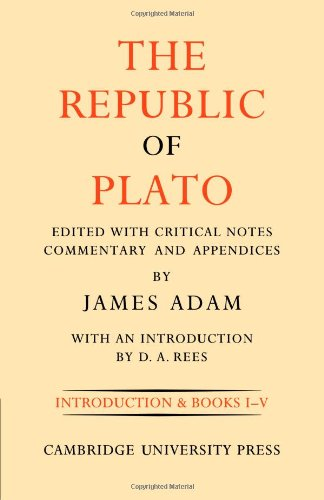 THE
REPUBLIC
OF
PLATO
EDITED WITH CRITICAL NOTES
COMMENTARY AND APPENDICES
BY
JAMES ADAM
WITH AN INTRODUCTION
BY D. A. REES
INTRODUCTION & BOOKS I–V
CAMBRIDGE UNIVERSITY PRESS